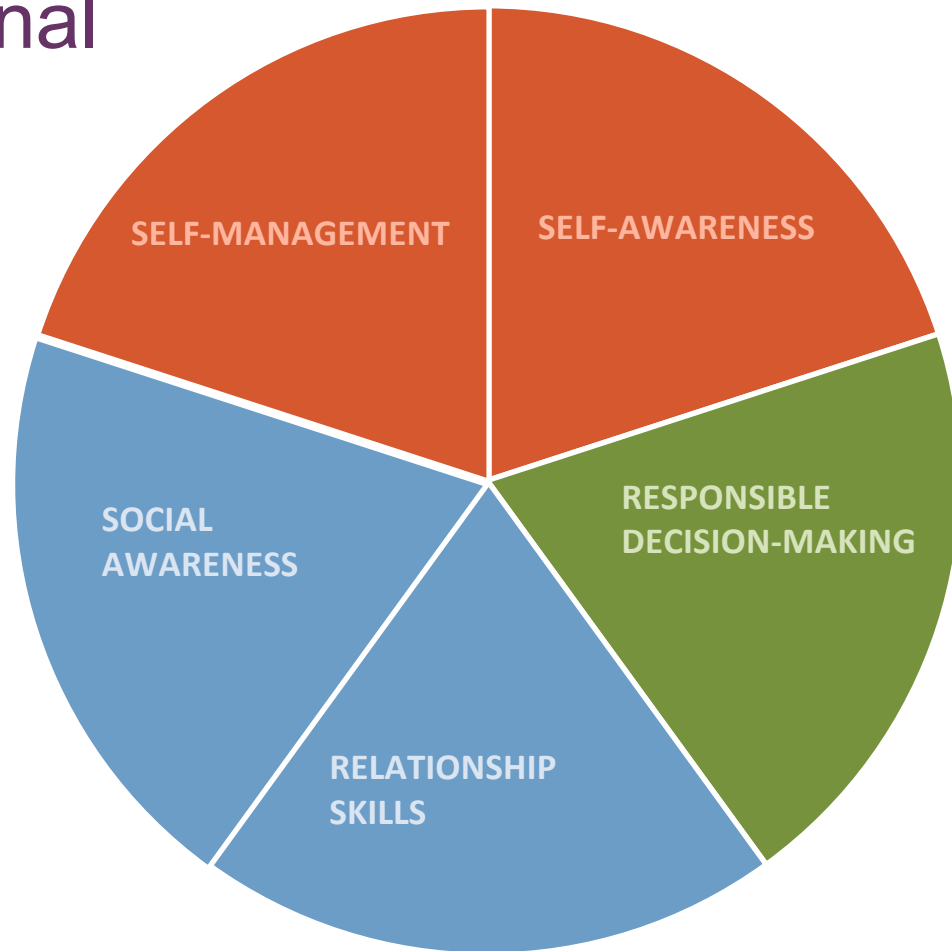 nal
SELF-MANAGEMENT
SELF-AWARENESS
SOCIAL
AWARENESS
RESPONSIBLE
DECISION-MAKING
RELATIONSHIP
SKILLS